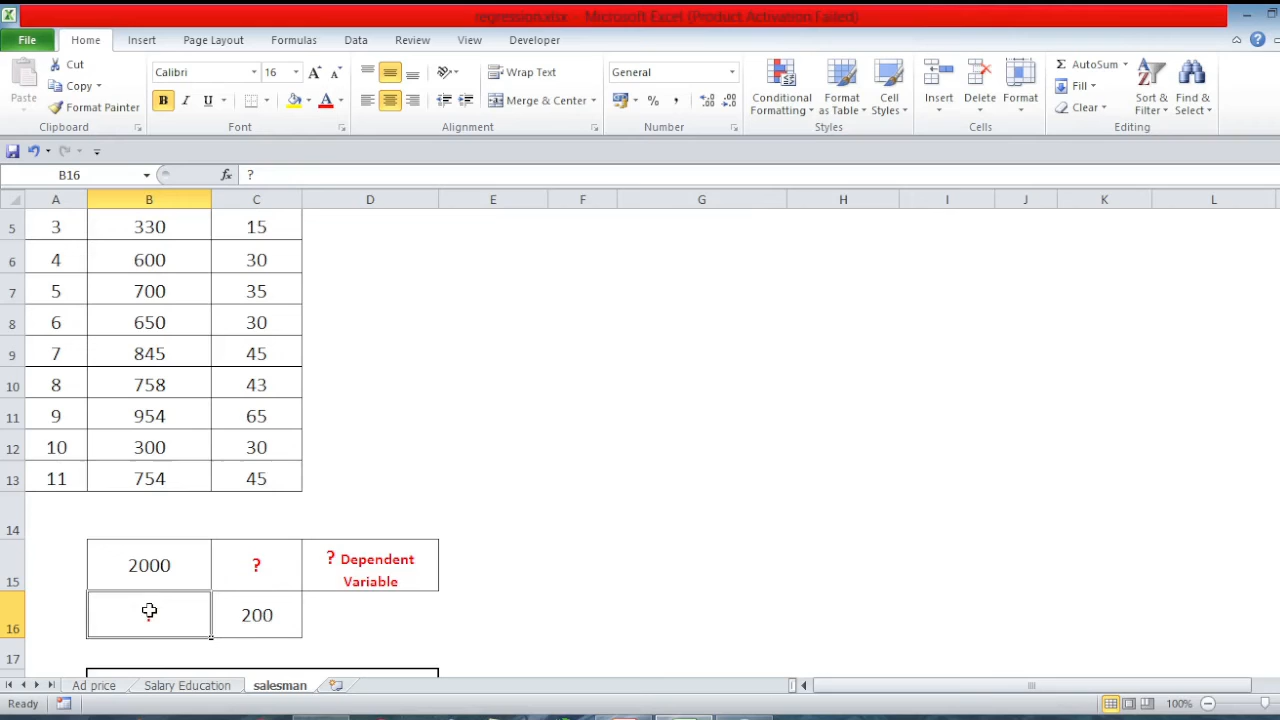 regression.xlsx - Microsoft Excel (Product Activation Failed)
File Home Insert Page Layout Formulas Data Review View Developer
Paste Cut Copy Format Painter Clipboard
Calibri 16 B I U A Font
Wrap Text Merge & Center Alignment
General % , Number
Conditional Formatting Format as Table Cell Styles Styles
Insert Delete Format Cells
Σ AutoSum Fill Clear Sort & Filter Find & Select Editing
B16 fx ?
A B C D E F G H I J K L
5 3 330 15
6 4 600 30
7 5 700 35
8 6 650 30
9 7 845 45
10 8 758 43
11 9 954 65
12 10 300 30
13 11 754 45
14
15 2000 ? ? Dependent
Variable
16 200
17
Ad price Salary Education salesman
Ready 100%